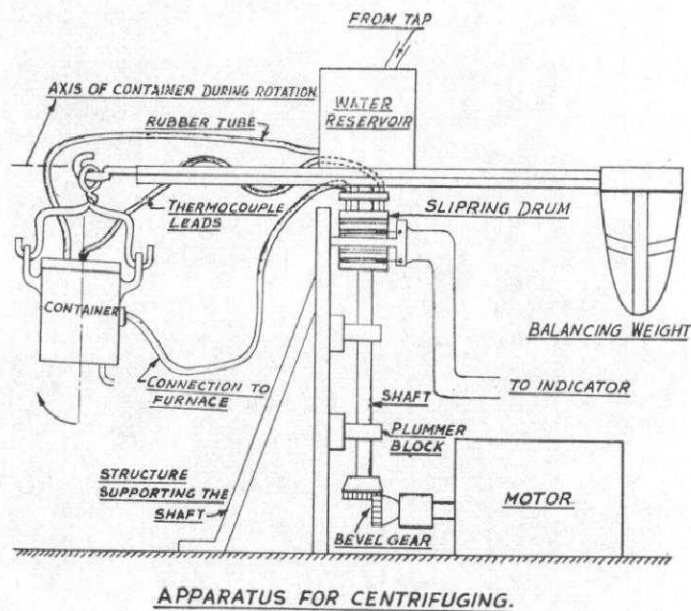 FROM TAP
AXIS OF CONTAINER DURING ROTATION
WATER
RESERVOIR
RUBBER TUBE
THERMOCOUPLE
LEADS
SLIPRING DRUM
CONTAINER
BALANCING WEIGHT
CONNECTION TO
FURNACE
TO INDICATOR
SHAFT
PLUMMER
BLOCK
STRUCTURE
SUPPORTING THE
SHAFT
MOTOR
BEVEL GEAR
APPARATUS FOR CENTRIFUGING.